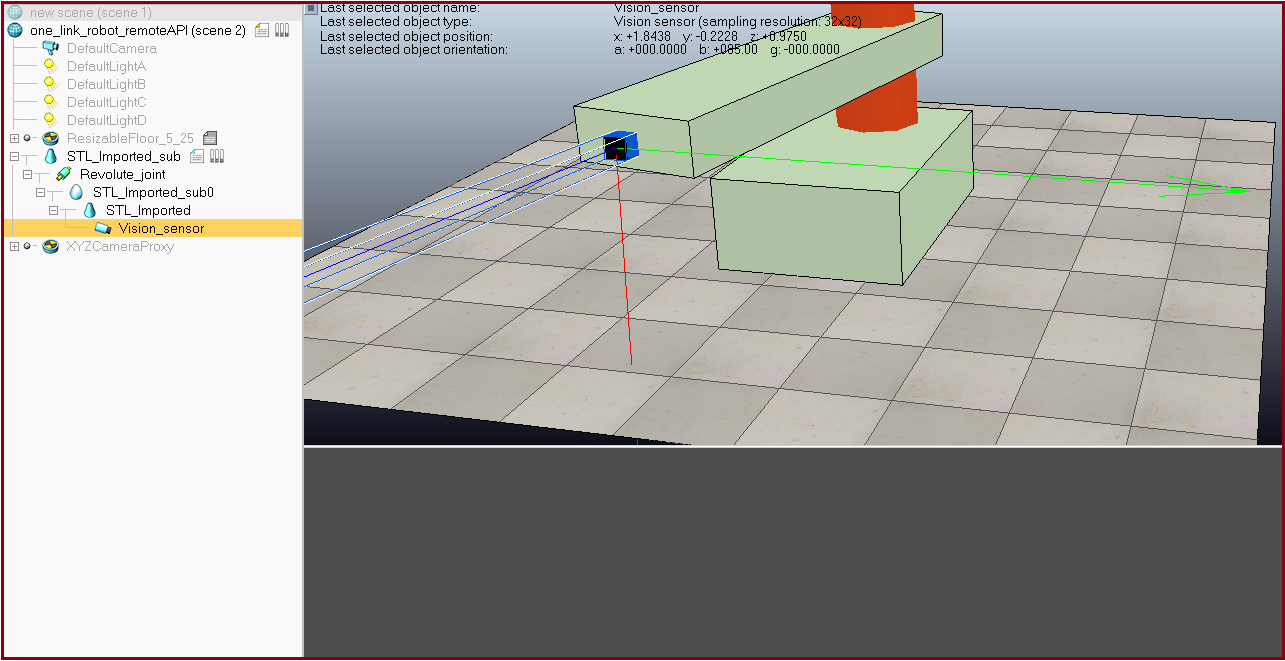 new scene (scene 1)
one_link_robot_remoteAPI (scene 2)
DefaultCamera
DefaultLightA
DefaultLightB
DefaultLightC
DefaultLightD
ResizableFloor_5_25
STL_Imported_sub
Revolute_joint
STL_Imported_sub0
STL_Imported
Vision_sensor
XYZCameraProxy
Last selected object name: Vision_sensor
Last selected object type: Vision sensor (sampling resolution: 32x32)
Last selected object position: x: +1.8438 y: -0.2228 z: +0.9750
Last selected object orientation: a: +000.0000 b: +085.00 g: -000.0000